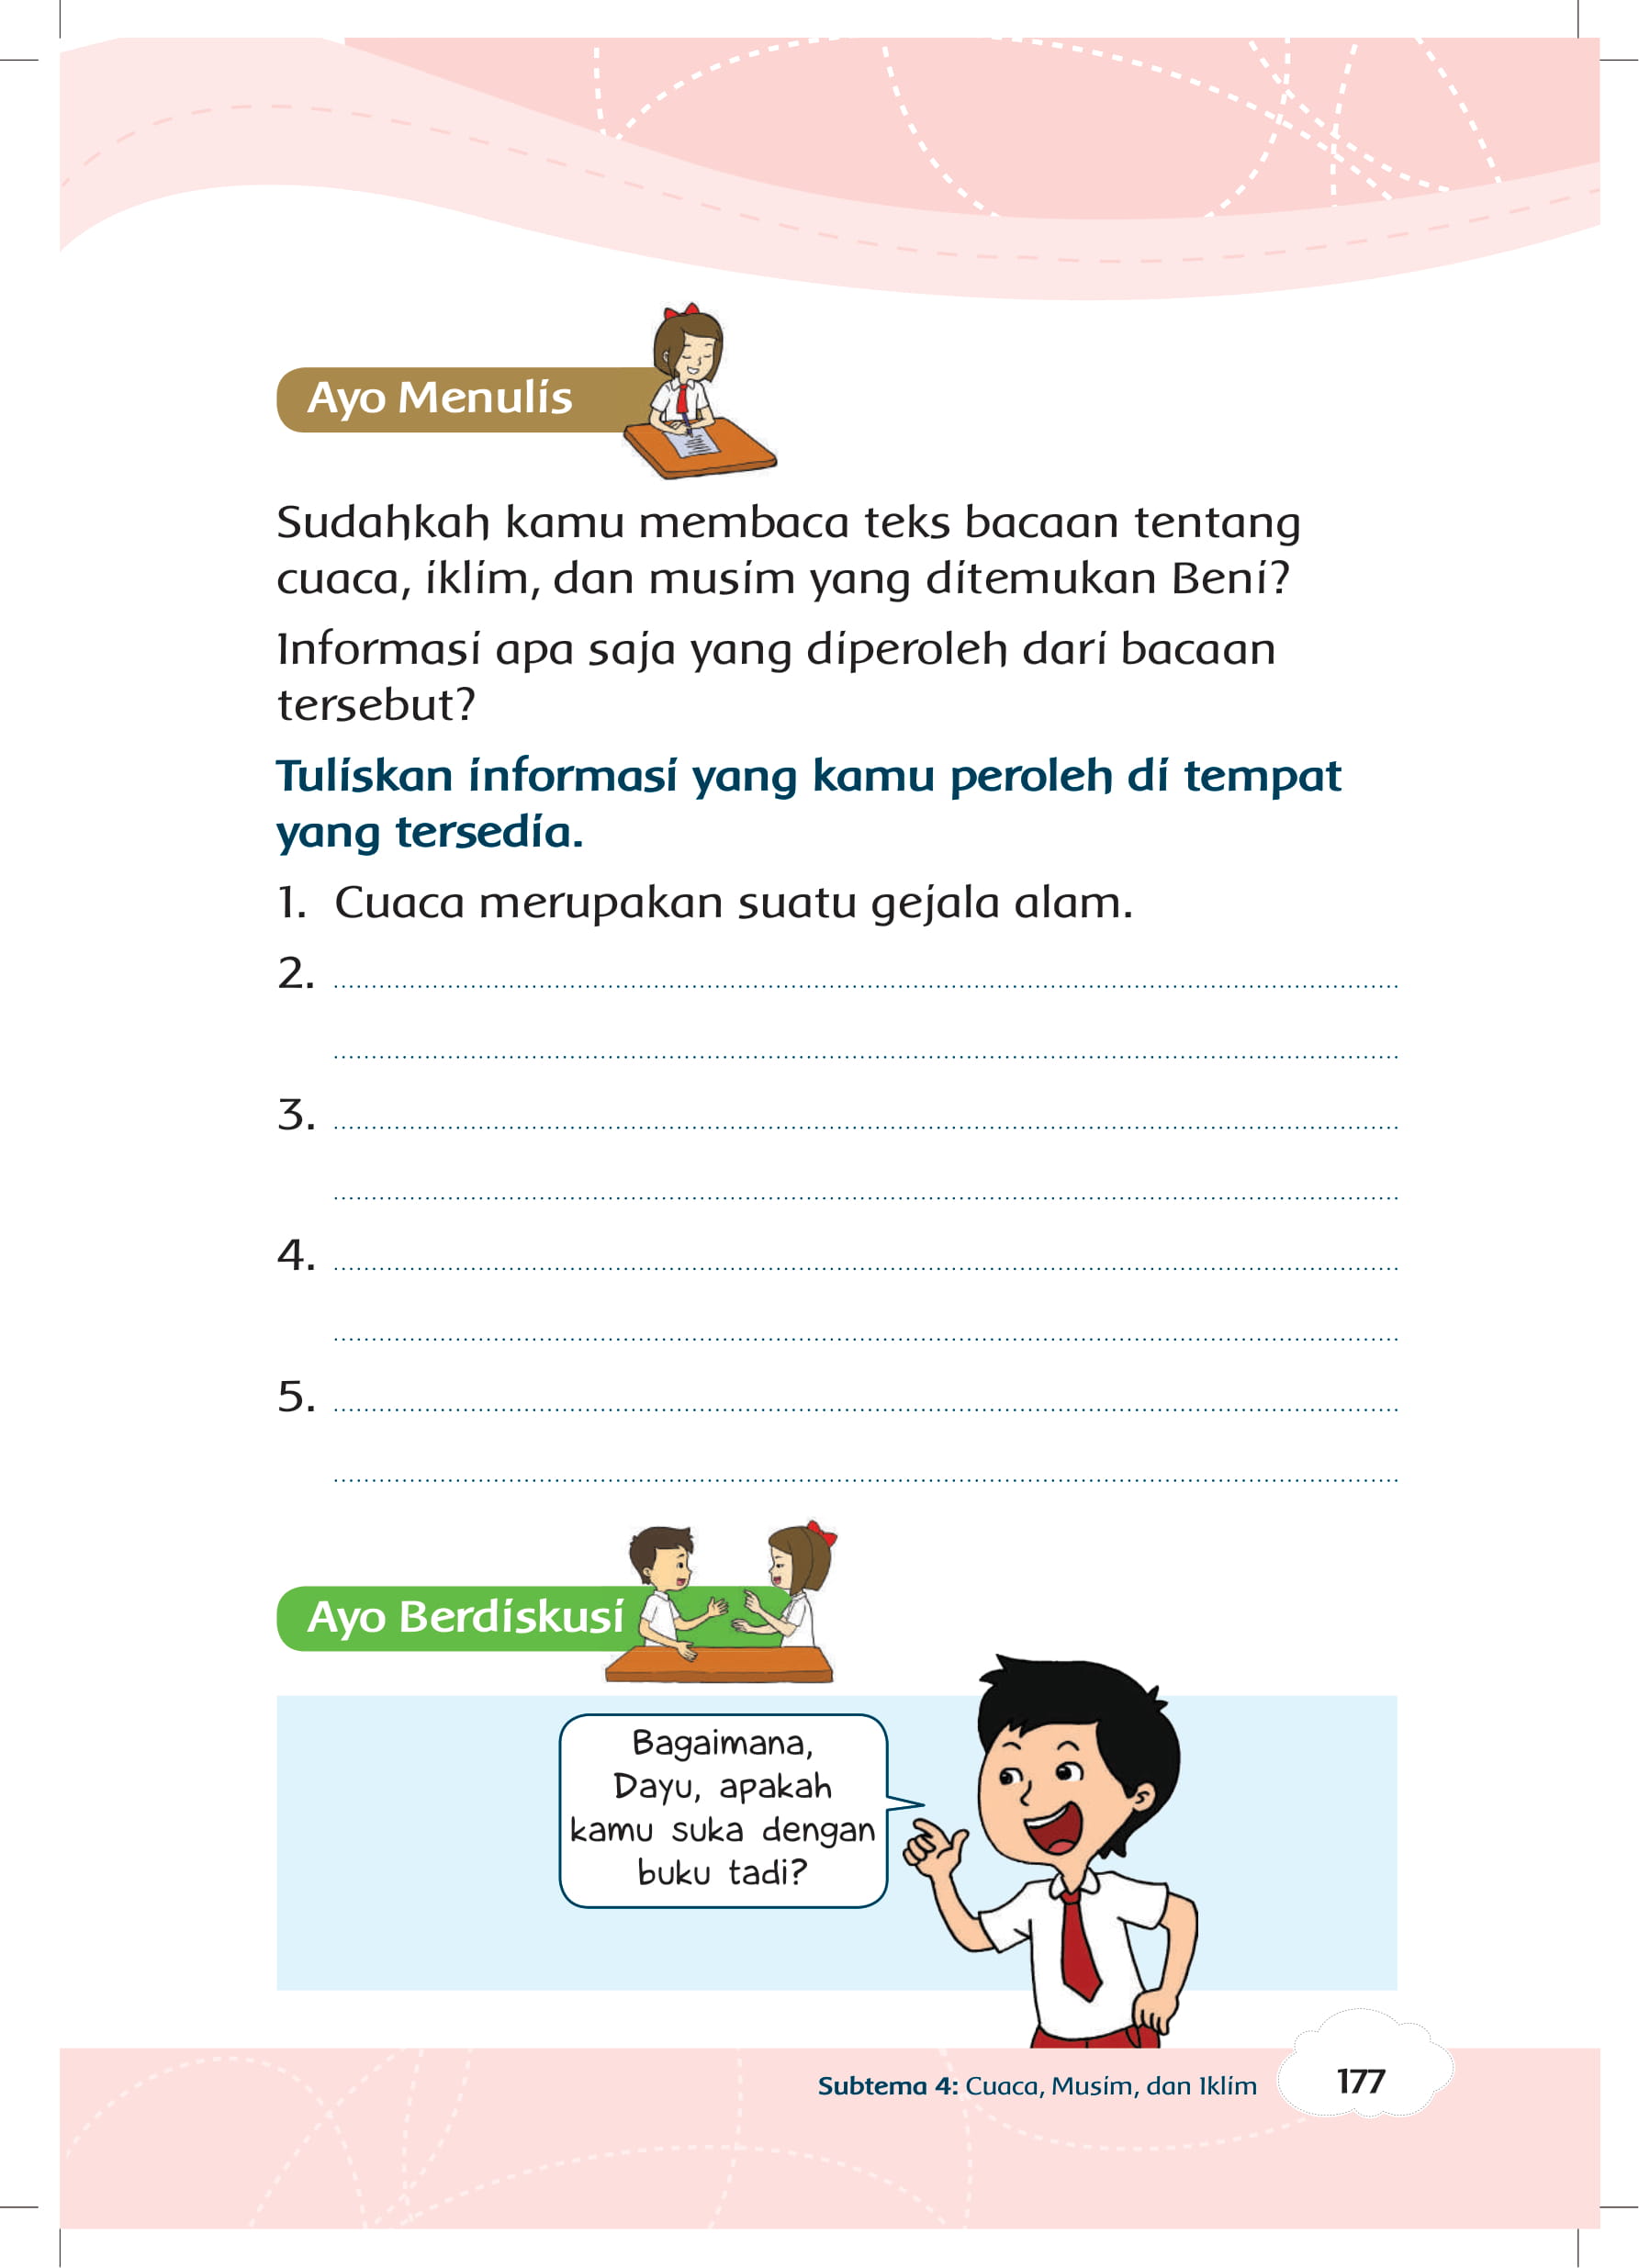 Ayo Menulis
Sudahkah kamu membaca teks bacaan tentang
cuaca, iklim, dan musim yang ditemukan Beni?
Informasi apa saja yang diperoleh dari bacaan
tersebut?
Tuliskan informasi yang kamu peroleh di tempat
yang tersedia.
1. Cuaca merupakan suatu gejala alam.
2.
3.
4.
5.
Ayo Berdiskusi
Bagaimana,
Dayu, apakah
kamu suka dengan
buku tadi?
Subtema 4: Cuaca, Musim, dan Iklim
177